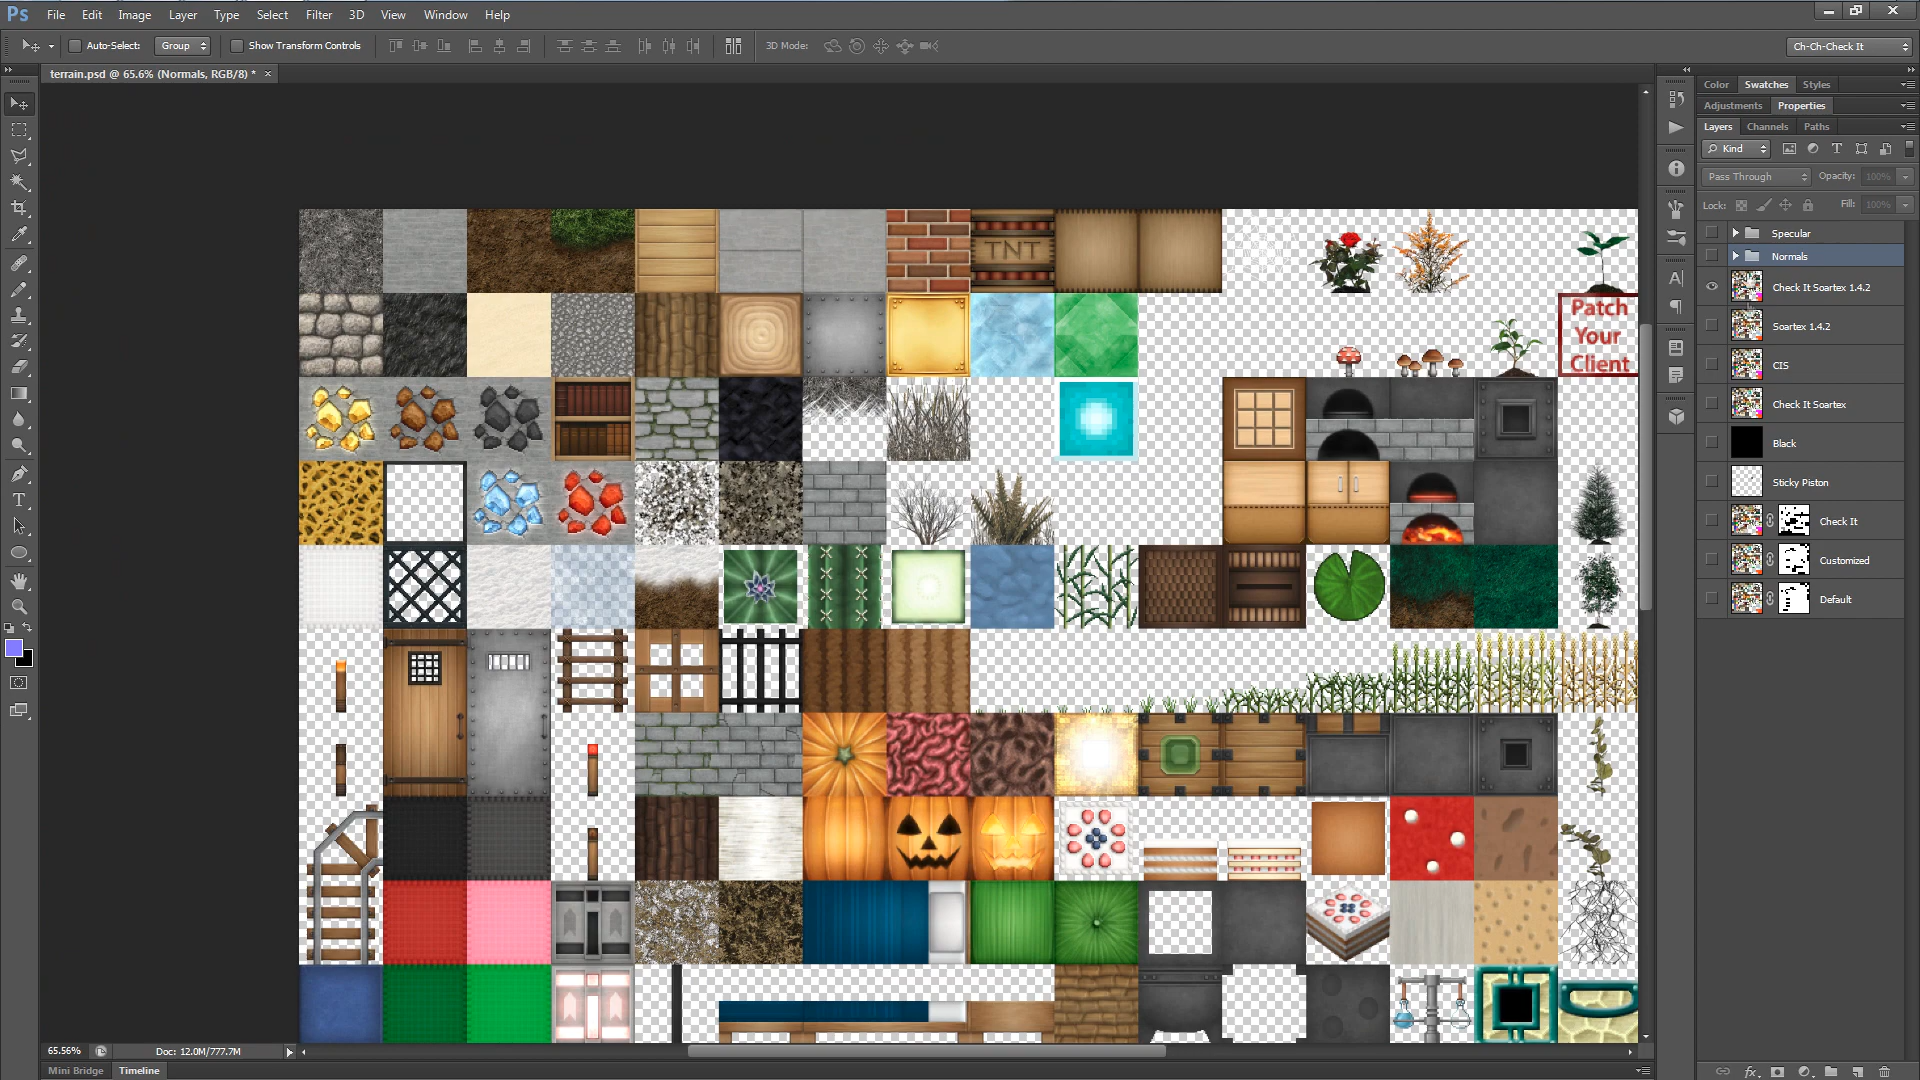 Ps File Edit Image Layer Type Select Filter 3D View Window Help
Auto-Select: Group Show Transform Controls 3D Mode: Ch-Ch-Check It
terrain.psd @ 65.6% (Normals, RGB/8) * ×
Color Swatches Styles
Adjustments Properties
Layers Channels Paths
Kind
Pass Through Opacity: 100%
Lock: Fill: 100%
Specular
Normals
Check It Soartex 1.4.2
Soartex 1.4.2
CIS
Check It Soartex
Black
Sticky Piston
Check It
Customized
Default
TNT
Patch
Your
Client
65.56% Doc: 12.0M/777.7M
Mini Bridge Timeline